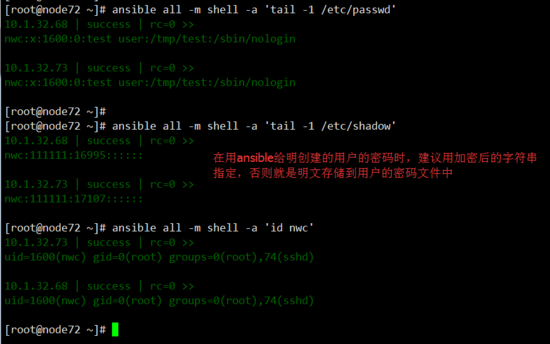 [root@node72 ~]# ansible all -m shell -a 'tail -1 /etc/passwd'
10.1.32.68 | success | rc=0 >>
nwc:x:1600:0:test user:/tmp/test:/sbin/nologin
10.1.32.73 | success | rc=0 >>
nwc:x:1600:0:test user:/tmp/test:/sbin/nologin
[root@node72 ~]#
[root@node72 ~]# ansible all -m shell -a 'tail -1 /etc/shadow'
10.1.32.68 | success | rc=0 >>
nwc:111111:16995::::::
在用ansible给明创建的用户的密码时，建议用加密后的字符串
指定，否则就是明文存储到用户的密码文件中
10.1.32.73 | success | rc=0 >>
nwc:111111:17107::::::
[root@node72 ~]# ansible all -m shell -a 'id nwc'
10.1.32.73 | success | rc=0 >>
uid=1600(nwc) gid=0(root) groups=0(root),74(sshd)
10.1.32.68 | success | rc=0 >>
uid=1600(nwc) gid=0(root) groups=0(root),74(sshd)
[root@node72 ~]#